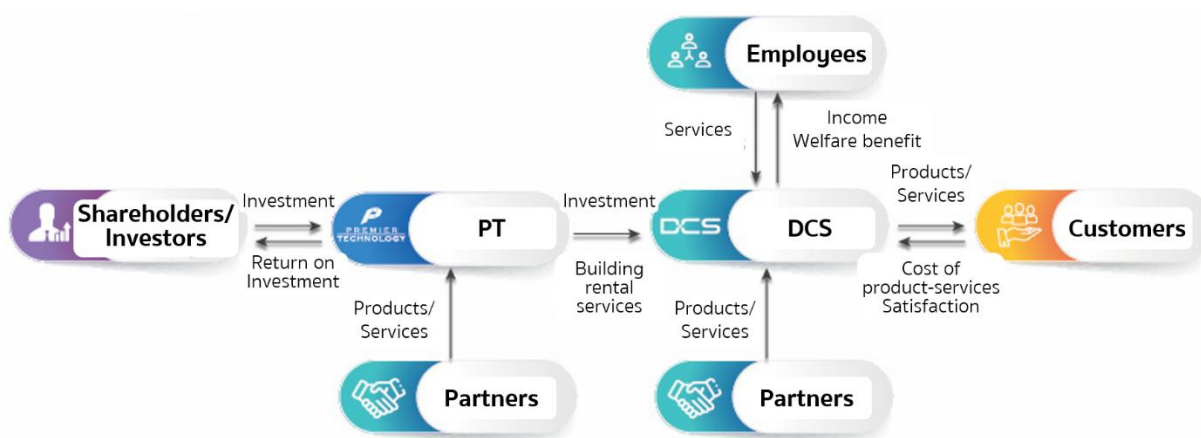 Employees
Services
Income
Welfare benefit
Products/
Services
Investment
Investment
Shareholders/
Investors
P
PREMIER
TECHNOLOGY
PT
DCS
DCS
Customers
Return on
Investment
Building
rental
services
Cost of
product-services
Satisfaction
Products/
Services
Products/
Services
Partners
Partners